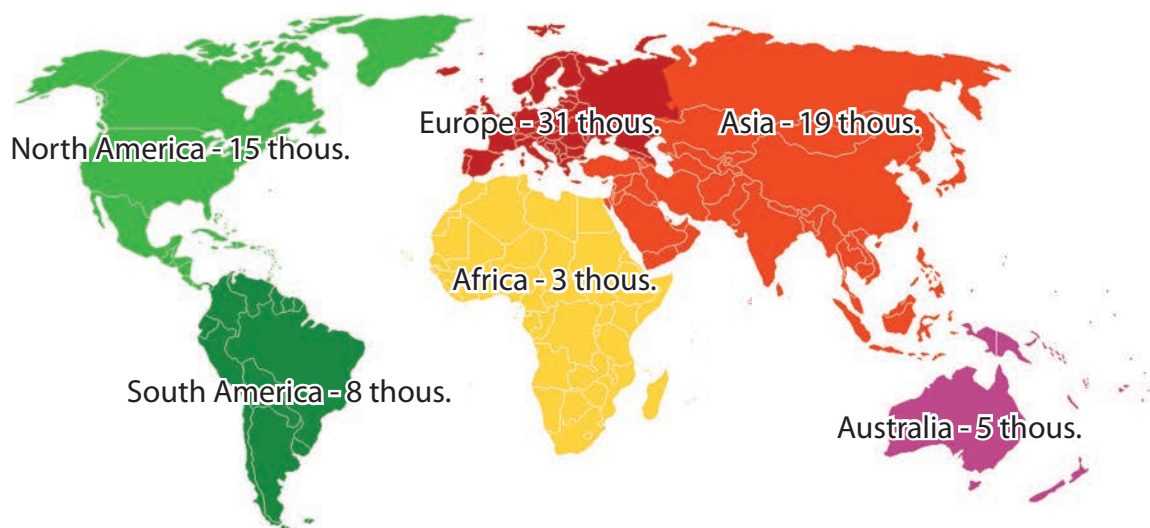 Europe - 31 thous.
Asia - 19 thous.
North America - 15 thous.
Africa - 3 thous.
South America - 8 thous.
Australia - 5 thous.